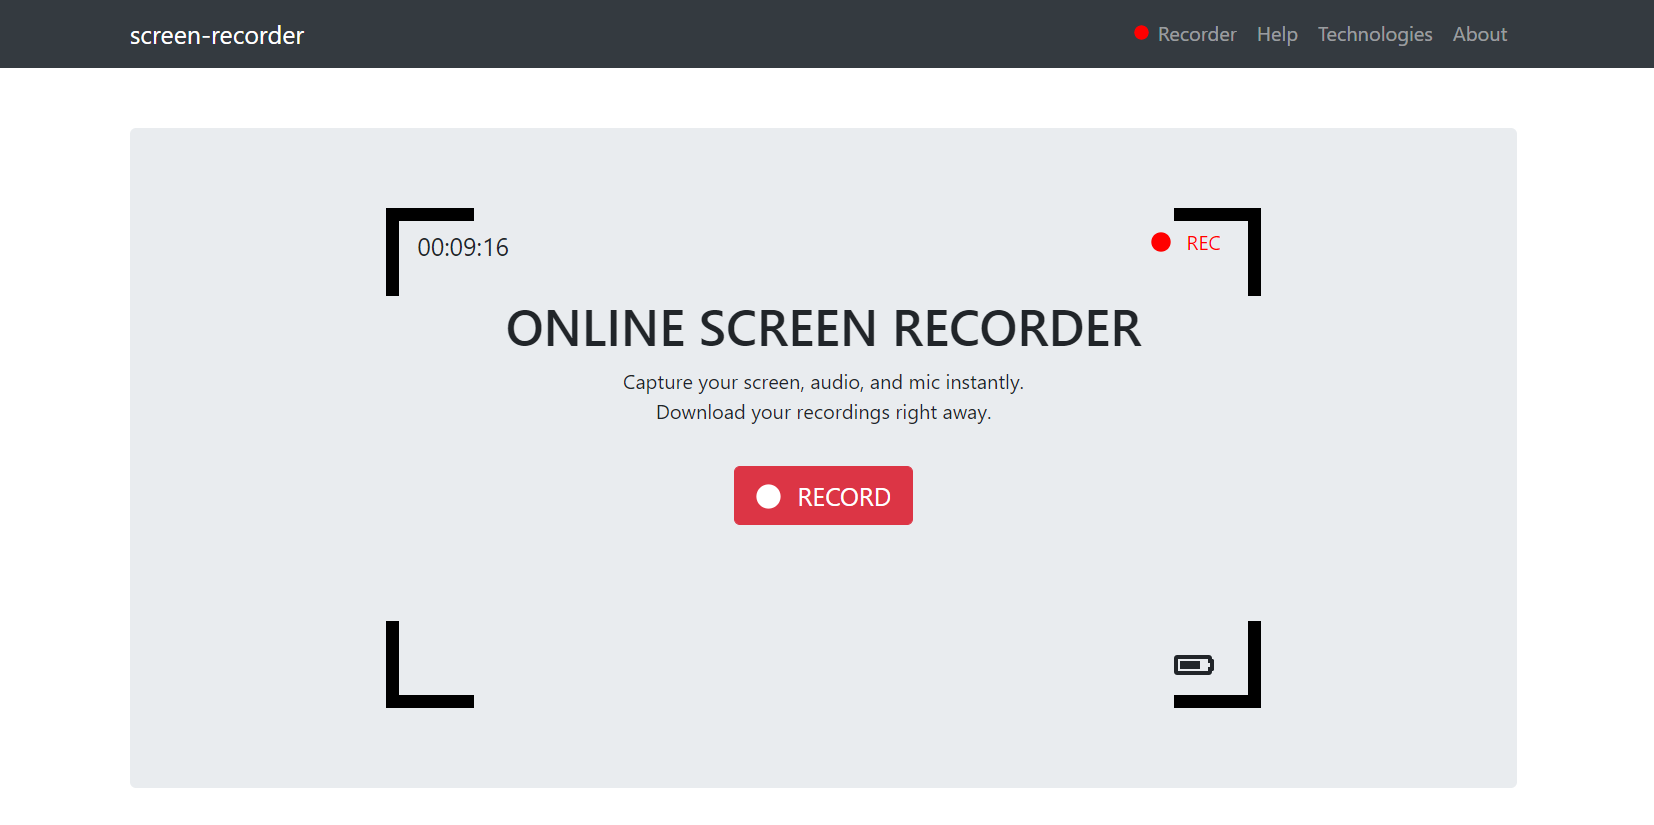 screen-recorder
Recorder Help Technologies About
00:09:16
REC
ONLINE SCREEN RECORDER
Capture your screen, audio, and mic instantly.
Download your recordings right away.
RECORD